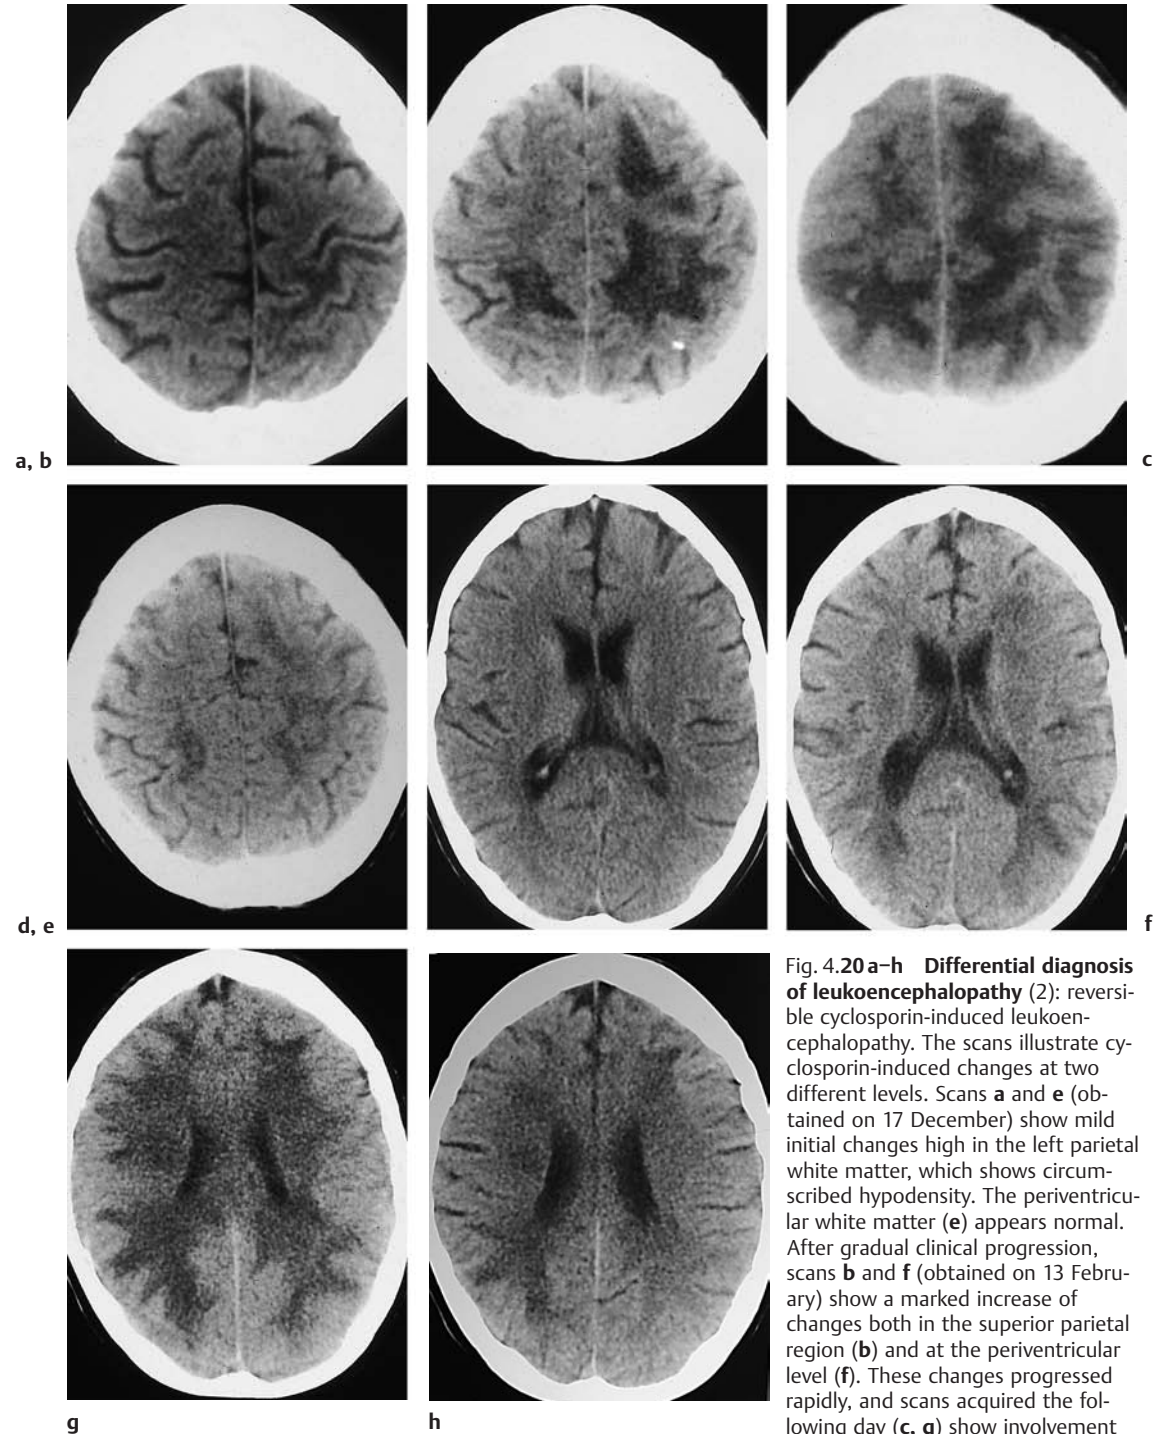 a, b
c
d, e
f
g
h
Fig. 4.20 a–h Differential diagnosis
of leukoencephalopathy (2): reversi-
ble cyclosporin-induced leukoen-
cephalopathy. The scans illustrate cy-
closporin-induced changes at two
different levels. Scans a and e (ob-
tained on 17 December) show mild
initial changes high in the left parietal
white matter, which shows circum-
scribed hypodensity. The periventricu-
lar white matter (e) appears normal.
After gradual clinical progression,
scans b and f (obtained on 13 Febru-
ary) show a marked increase of
changes both in the superior parietal
region (b) and at the periventricular
level (f). These changes progressed
rapidly, and scans acquired the fol-
lowing day (c, g) show involvement